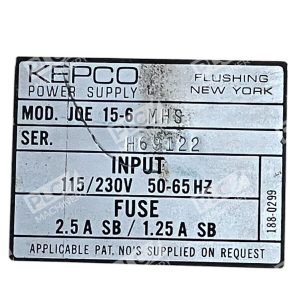 KEPCO FLUSHING
POWER SUPPLY NEW YORK
MOD. JOE 15-6 MHS
SER. H69122
INPUT
115/230V 50-65 HZ
FUSE
2.5 A SB / 1.25 A SB
APPLICABLE PAT. NO'S SUPPLIED ON REQUEST
188-0299